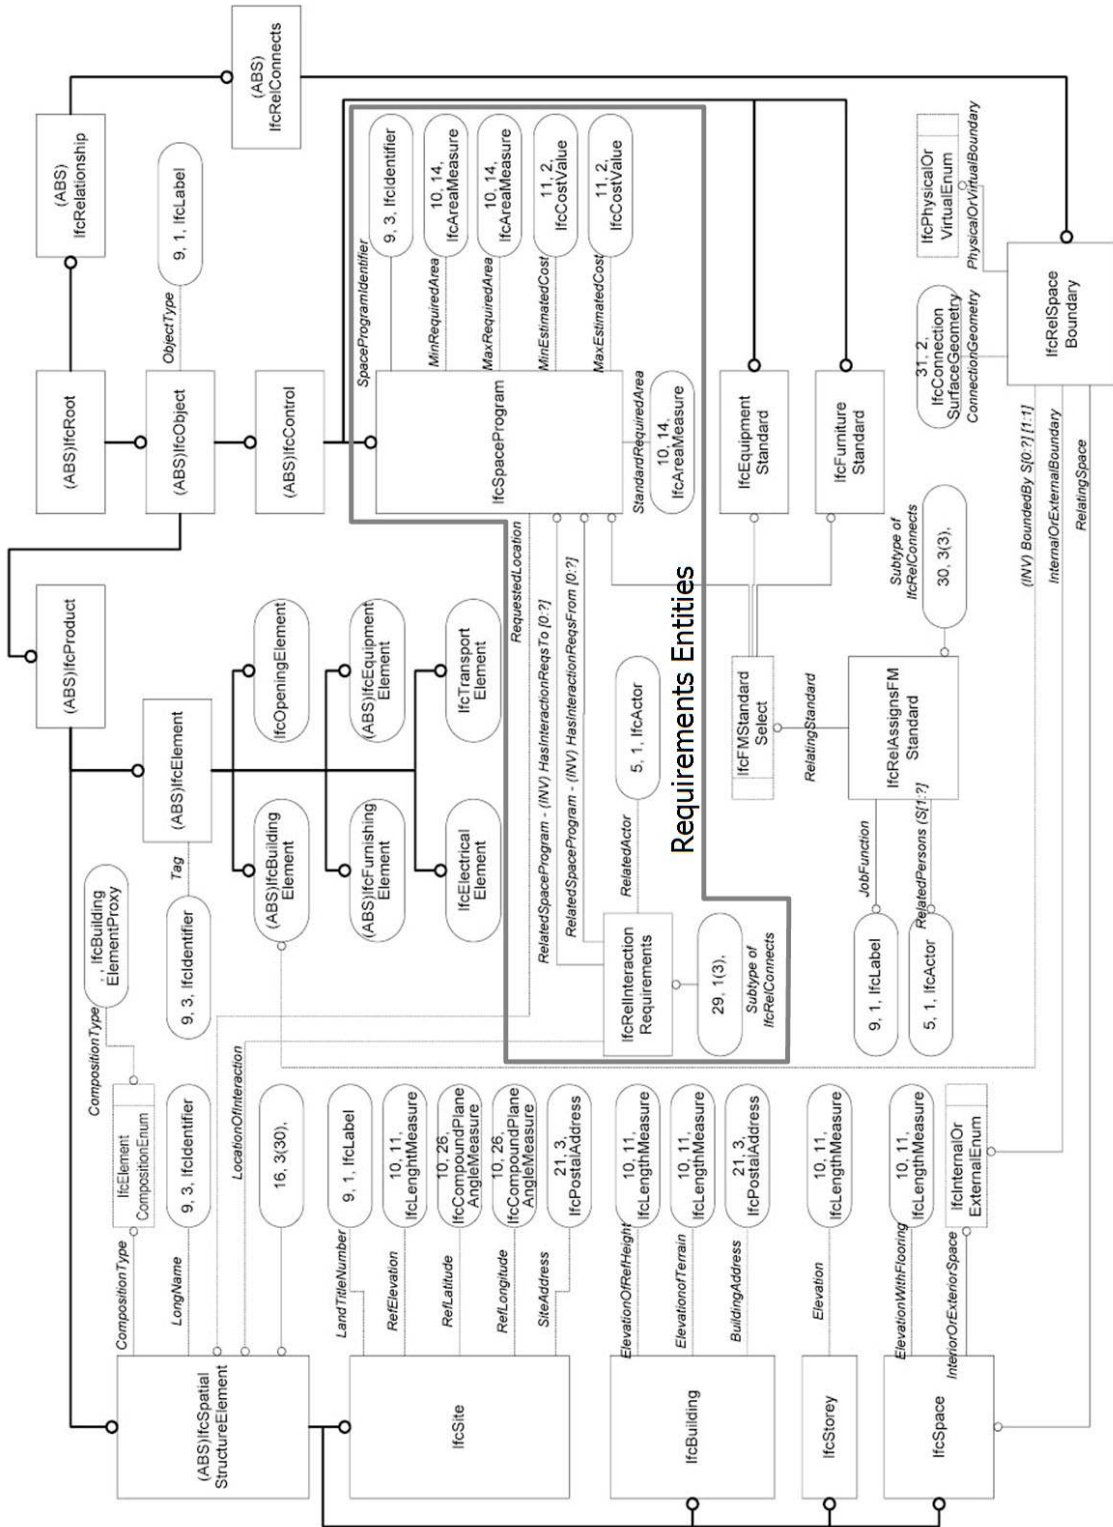 (ABS)IfcSpatial
StructureElement
CompositionType
IfcElement
CompositionEnum
CompositionType
, , IfcBuilding
ElementProxy
LongName
9, 3, IfcIdentifier
LocationOfInteraction
16, 3(30),
Tag
9, 3, IfcIdentifier
(ABS)IfcElement
(ABS)IfcProduct
(ABS)IfcBuilding
Element
IfcOpeningElement
(ABS)IfcFurnishing
Element
(ABS)IfcEquipment
Element
IfcElectrical
Element
IfcTransport
Element
(ABS)IfcRoot
(ABS)
IfcRelationship
(ABS)
IfcRelConnects
(ABS)IfcObject
ObjectType
9, 1, IfcLabel
(ABS)IfcControl
IfcSite
LandTitleNumber
9, 1, IfcLabel
RefElevation
10, 11,
IfcLenghtMeasure
RefLatitude
10, 26,
IfcCompoundPlane
AngleMeasure
RefLongitude
10, 26,
IfcCompoundPlane
AngleMeasure
SiteAddress
21, 3,
IfcPostalAddress
IfcSpaceProgram
SpaceProgramIdentifier
9, 3, IfcIdentifier
MinRequiredArea
10, 14,
IfcAreaMeasure
MaxRequiredArea
10, 14,
IfcAreaMeasure
MinEstimatedCost
11, 2,
IfcCostValue
MaxEstimatedCost
11, 2,
IfcCostValue
StandardRequiredArea
10, 14,
IfcAreaMeasure
RequestedLocation
RelatedSpaceProgram - (INV) HasInteractionReqsTo [0:?]
RelatedSpaceProgram - (INV) HasInteractionReqsFrom [0:?]
IfcRelInteraction
Requirements
RelatedActor
5, 1, IfcActor
29, 1(3),
Subtype of
IfcRelConnects
Requirements Entities
IfcBuilding
ElevationOfRefHeight
10, 11,
IfcLengthMeasure
ElevationofTerrain
10, 11,
IfcLengthMeasure
BuildingAddress
21, 3,
IfcPostalAddress
IfcFMStandard
Select
IfcEquipment
Standard
IfcFurniture
Standard
RelatingStandard
IfcRelAssignsFM
Standard
JobFunction
9, 1, IfcLabel
RelatedPersons (S[1:?]
5, 1, IfcActor
Subtype of
IfcRelConnects
30, 3(3),
IfcStorey
Elevation
10, 11,
IfcLengthMeasure
IfcSpace
ElevationWithFlooring
10, 11,
IfcLengthMeasure
InteriorOrExteriorSpace
IfcInternalOr
ExternalEnum
31, 2,
IfcConnection
SurfaceGeometry
ConnectionGeometry
IfcPhysicalOr
VirtualEnum
PhysicalOrVirtualBoundary
IfcRelSpace
Boundary
(INV) BoundedBy S[0:?] [1:1]
InternalOrExternalBoundary
RelatingSpace